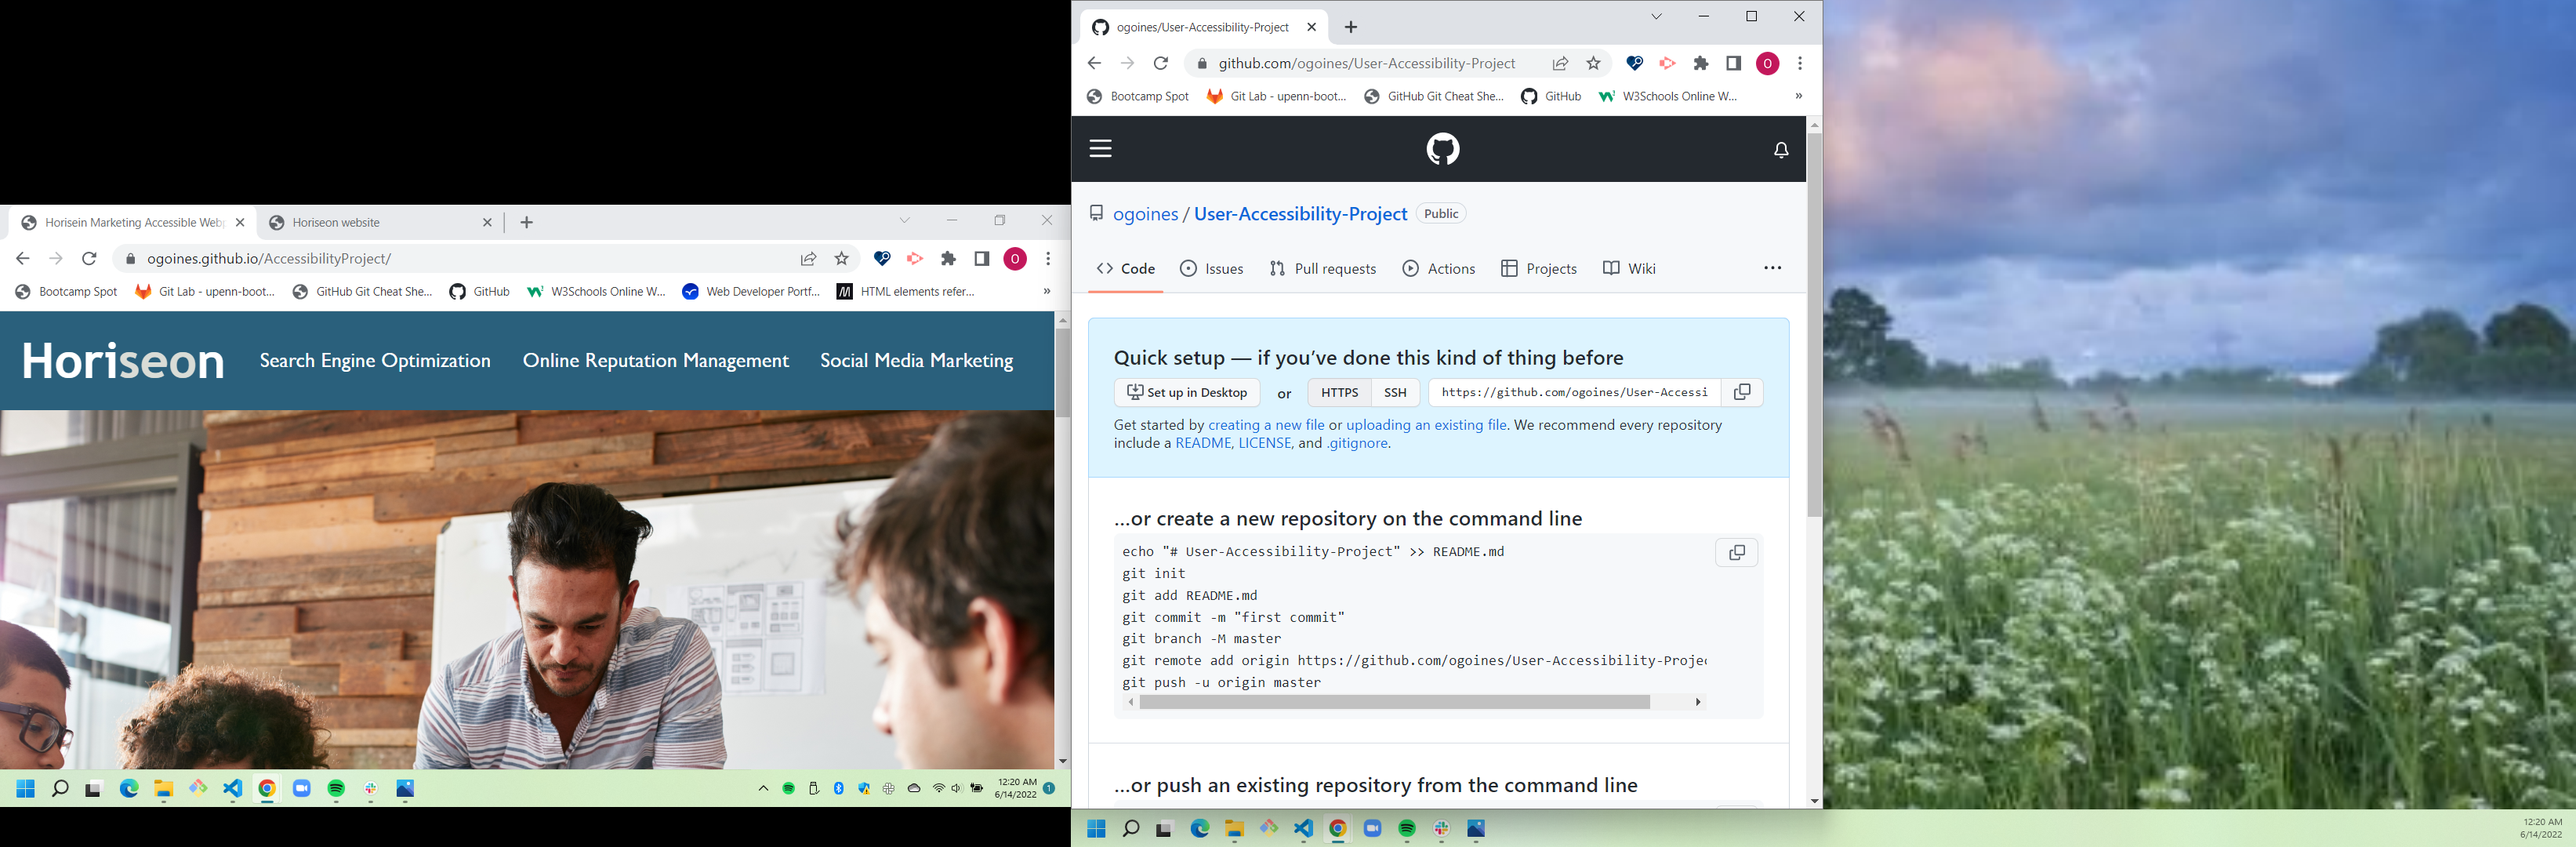 Horisein Marketing Accessible Web
Horiseon website
ogoines.github.io/AccessibilityProject/
O
Bootcamp Spot
Git Lab - upenn-boot...
GitHub Git Cheat She...
GitHub
W3Schools Online W...
Web Developer Portf...
HTML elements refer...
»
Horiseon
Search Engine Optimization
Online Reputation Management
Social Media Marketing
12:20 AM
6/14/2022
1
ogoines/User-Accessibility-Project
github.com/ogoines/User-Accessibility-Project
O
Bootcamp Spot
Git Lab - upenn-boot...
GitHub Git Cheat She...
GitHub
W3Schools Online W...
»
ogoines / User-Accessibility-Project Public
Code
Issues
Pull requests
Actions
Projects
Wiki
...
Quick setup — if you’ve done this kind of thing before
Set up in Desktop or HTTPS SSH https://github.com/ogoines/User-Accessi
Get started by creating a new file or uploading an existing file. We recommend every repository
include a README, LICENSE, and .gitignore.
...or create a new repository on the command line
echo "# User-Accessibility-Project" >> README.md
git init
git add README.md
git commit -m "first commit"
git branch -M master
git remote add origin https://github.com/ogoines/User-Accessibility-Projec
git push -u origin master
...or push an existing repository from the command line
12:20 AM
6/14/2022